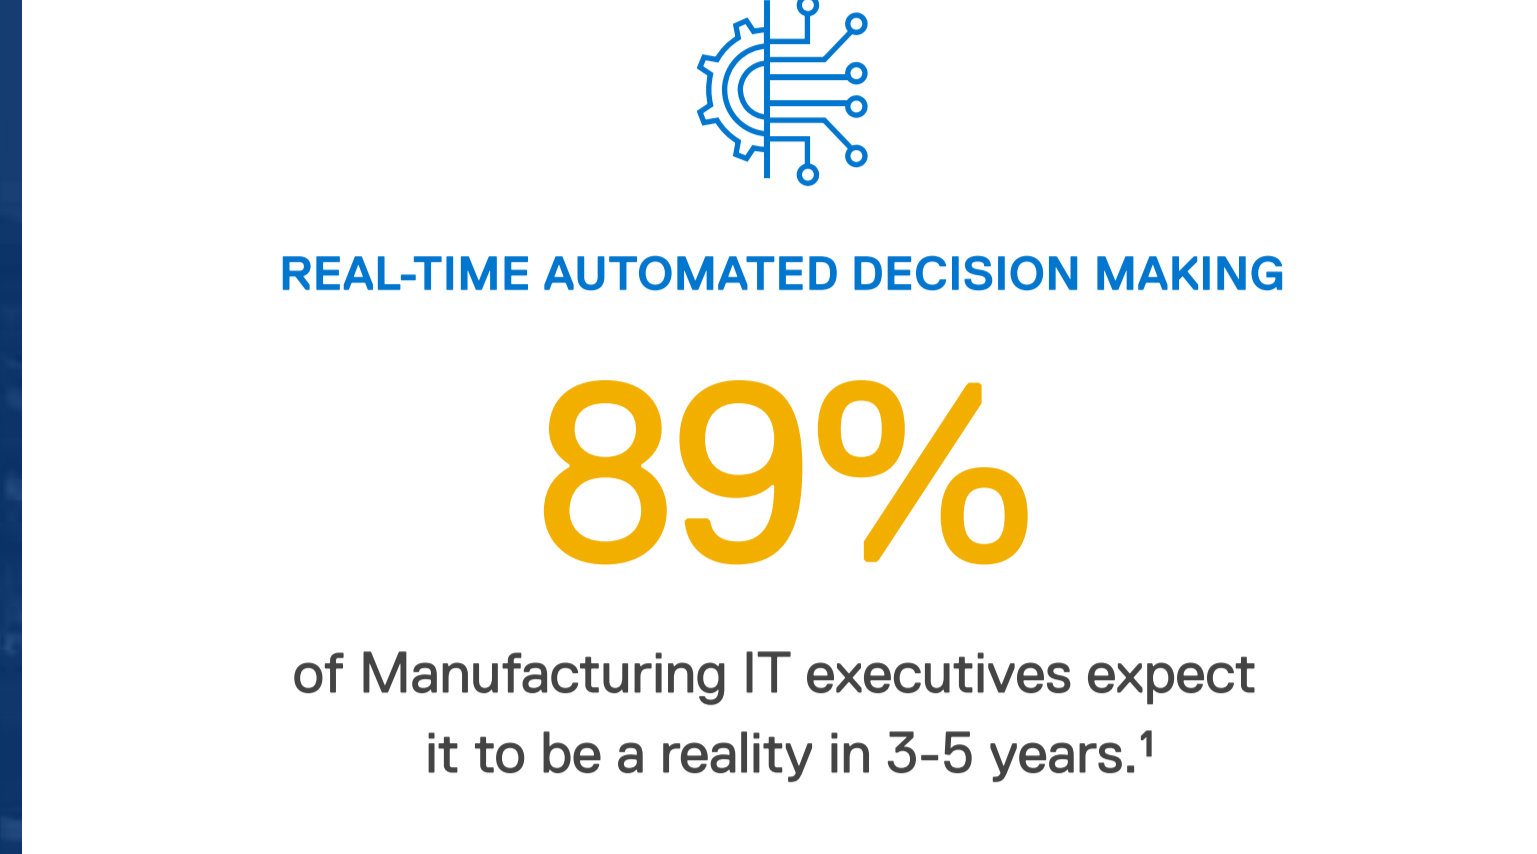 REAL-TIME AUTOMATED DECISION MAKING
89%
of Manufacturing IT executives expect
it to be a reality in 3-5 years.¹